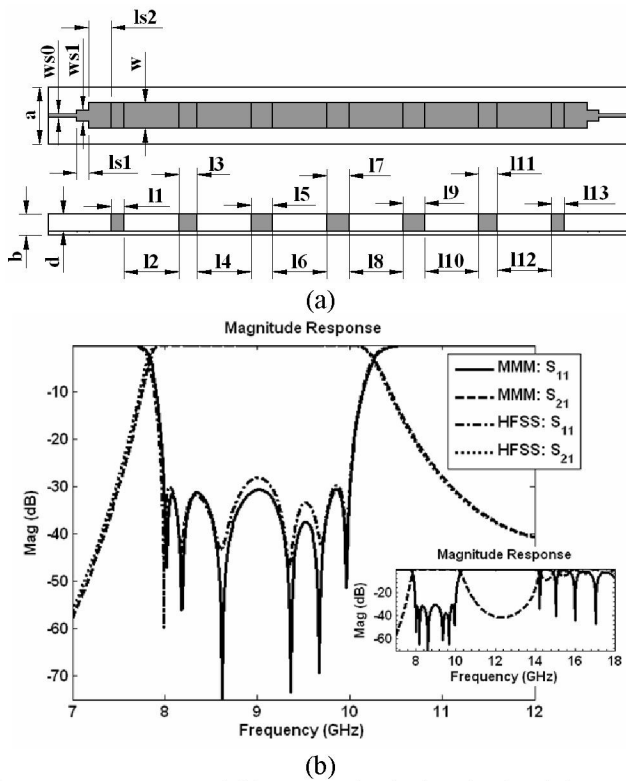 ls2
ws0
ws1
w
a
ls1
l3
l7
l11
l1
l5
l9
l13
b
d
l2
l4
l6
l8
l10
l12
(a)
Magnitude Response
Mag (dB)
-10
-20
-30
-40
-50
-60
-70
MMM: S11
MMM: S21
HFSS: S11
HFSS: S21
Magnitude Response
Mag (dB)
-20
-40
-60
8
10
12
14
16
18
Frequency (GHz)
7
8
9
10
11
12
Frequency (GHz)
(b)